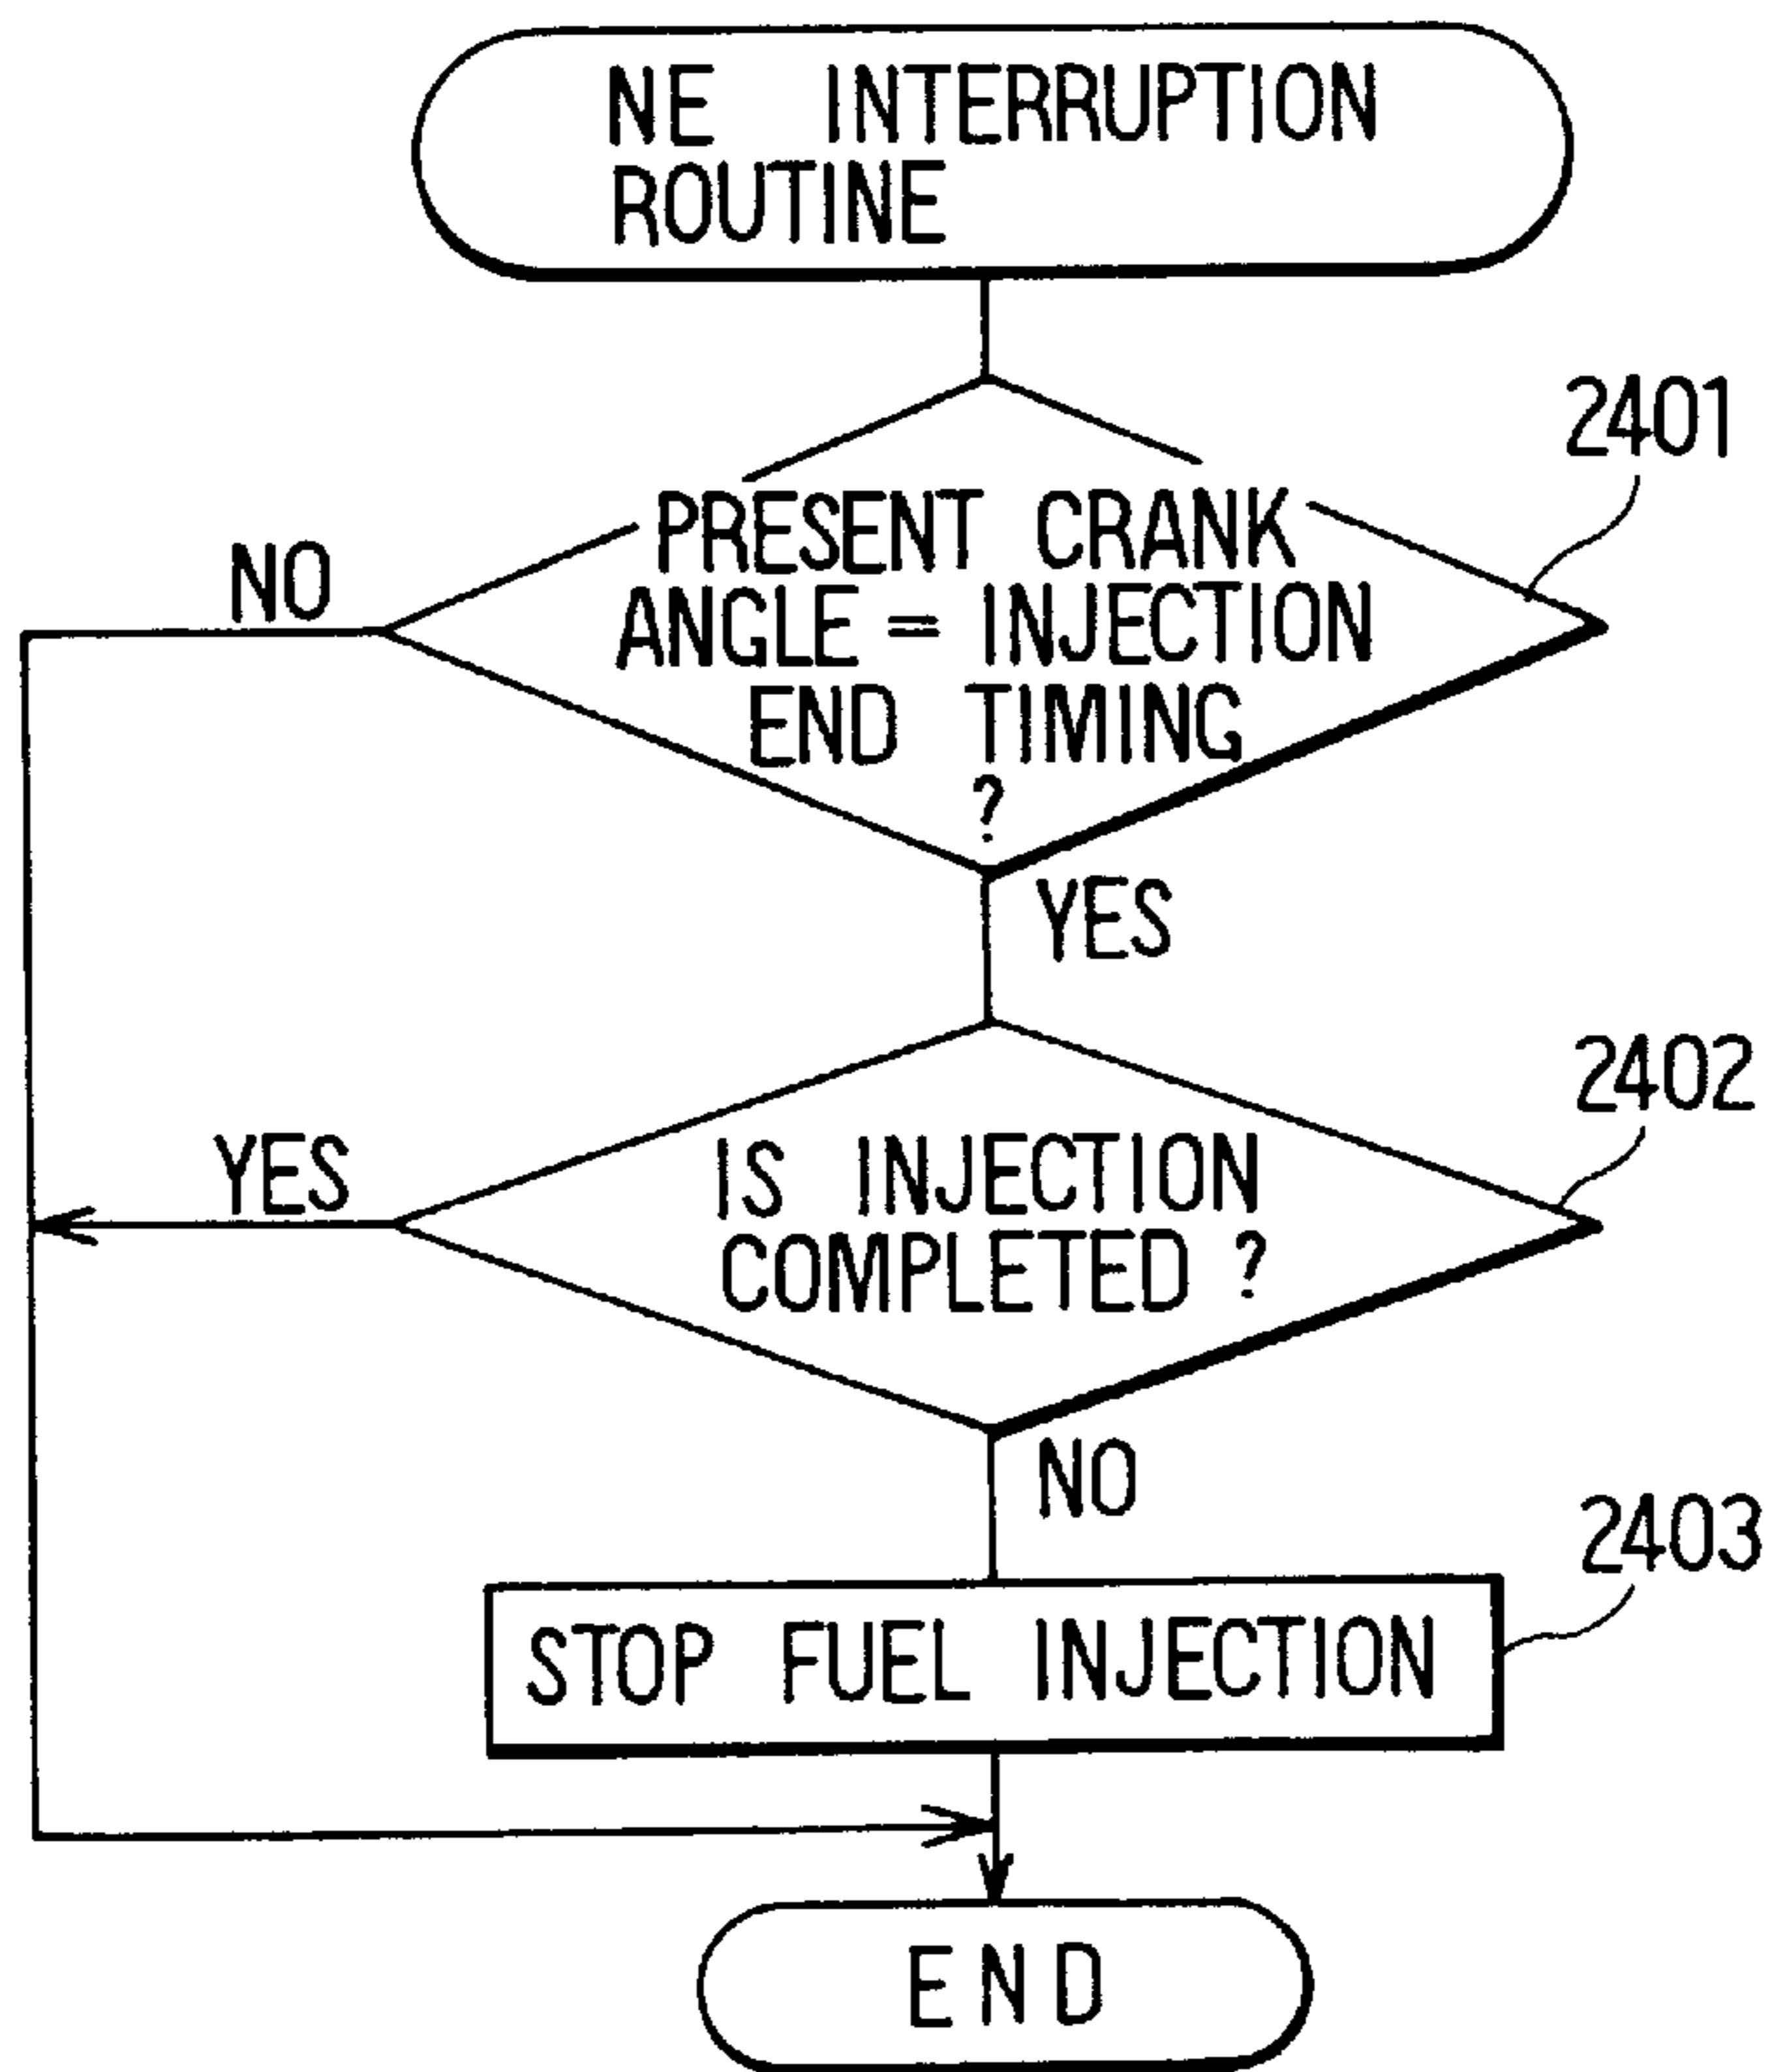 NE INTERRUPTION
ROUTINE
2401
PRESENT CRANK
ANGLE = INJECTION
END TIMING
?
NO
YES
2402
IS INJECTION
COMPLETED ?
YES
NO
2403
STOP FUEL INJECTION
END